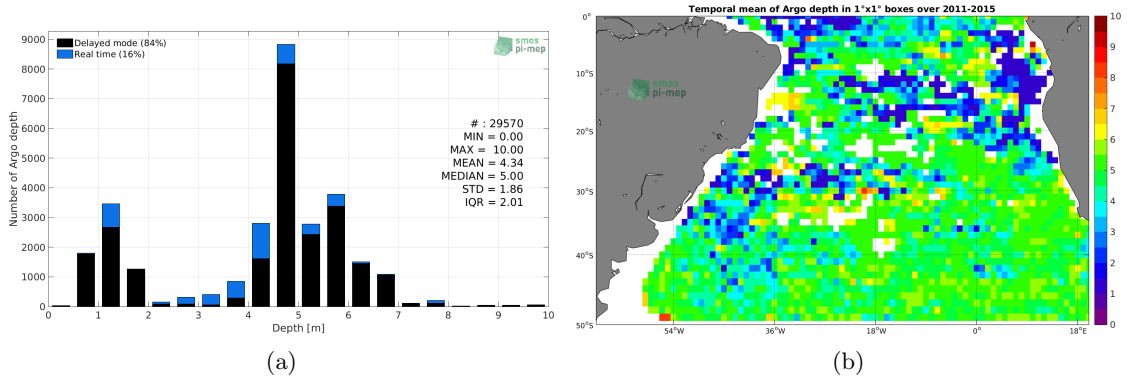 Temporal mean of Argo depth in 1°x1° boxes over 2011-2015
Delayed mode (84%)
Real time (16%)
smos
pi-mep
# : 29570
MIN = 0.00
MAX = 10.00
MEAN = 4.34
MEDIAN = 5.00
STD = 1.86
IQR = 2.01
Number of Argo depth
9000
8000
7000
6000
5000
4000
3000
2000
1000
0
0 1 2 3 4 5 6 7 8 9 10
Depth [m]
(a)
smos
pi-mep
0°
10°S
20°S
30°S
40°S
50°S
54°W 36°W 18°W 0° 18°E
10
9
8
7
6
5
4
3
2
1
0
(b)